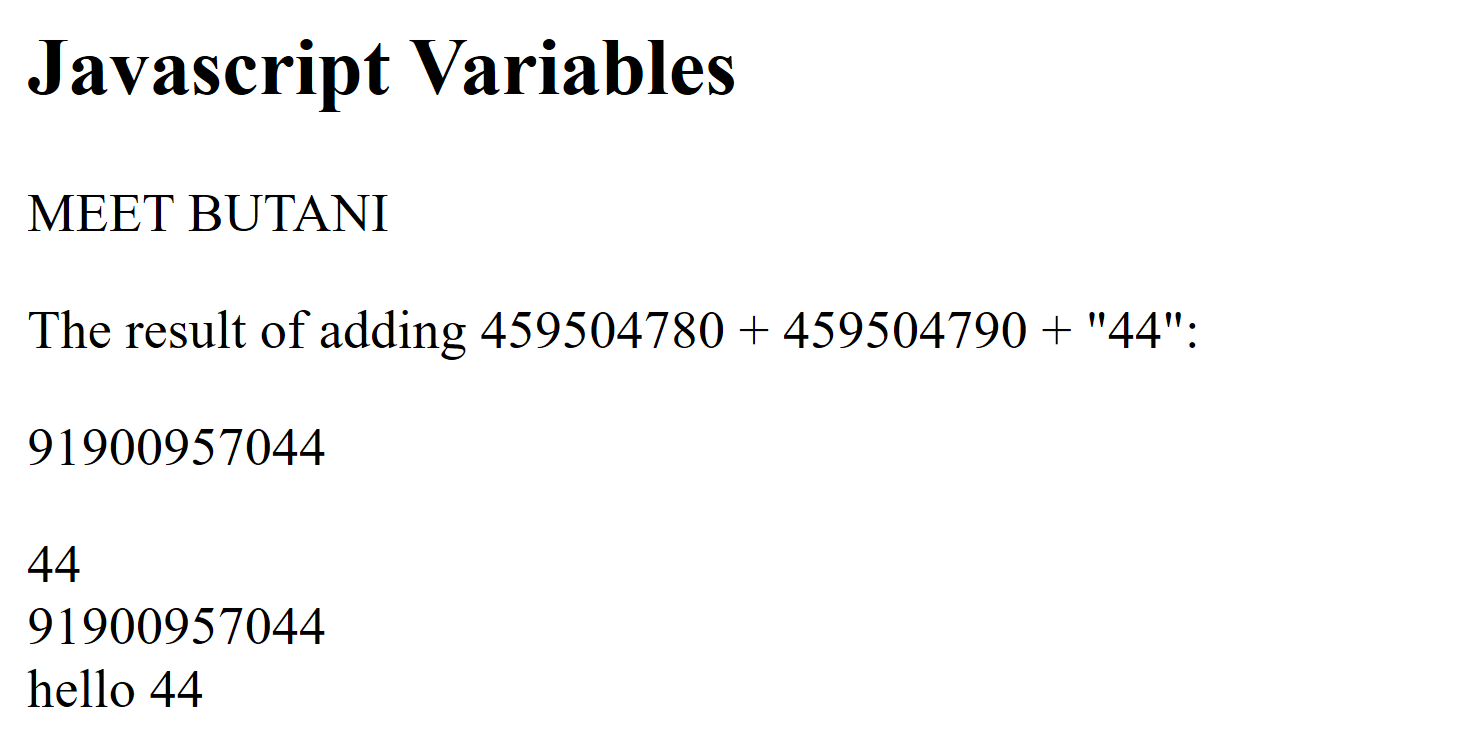 Javascript Variables
MEET BUTANI
The result of adding 459504780 + 459504790 + "44":
91900957044
44
91900957044
hello 44